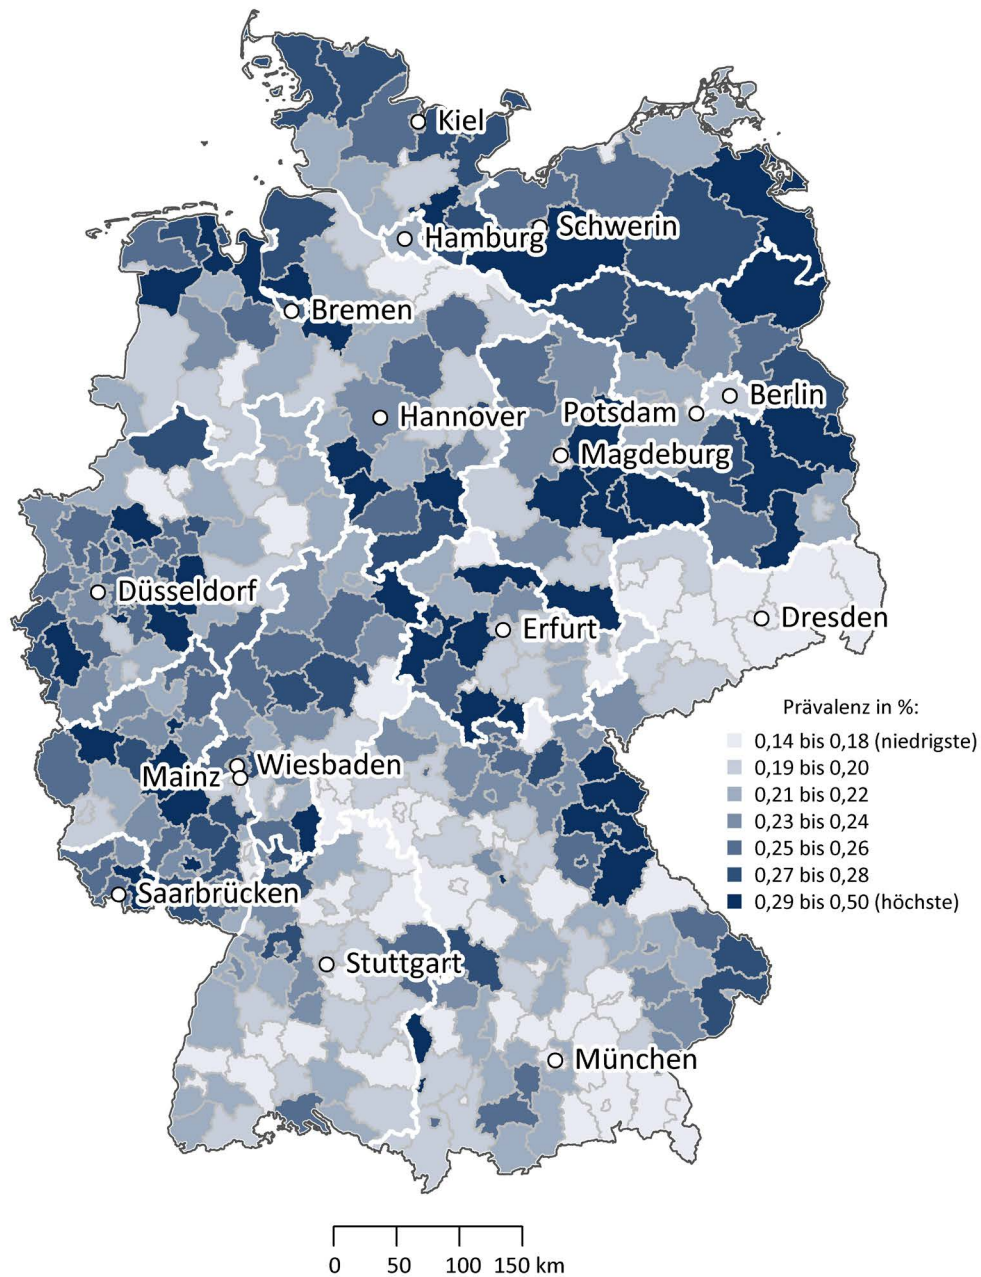 Kiel
Schwerin
Hamburg
Bremen
Berlin
Hannover
Potsdam
Magdeburg
Düsseldorf
Dresden
Erfurt
Prävalenz in %:
0,14 bis 0,18 (niedrigste)
0,19 bis 0,20
0,21 bis 0,22
0,23 bis 0,24
0,25 bis 0,26
0,27 bis 0,28
0,29 bis 0,50 (höchste)
Wiesbaden
Mainz
Saarbrücken
Stuttgart
München
0 50 100 150 km